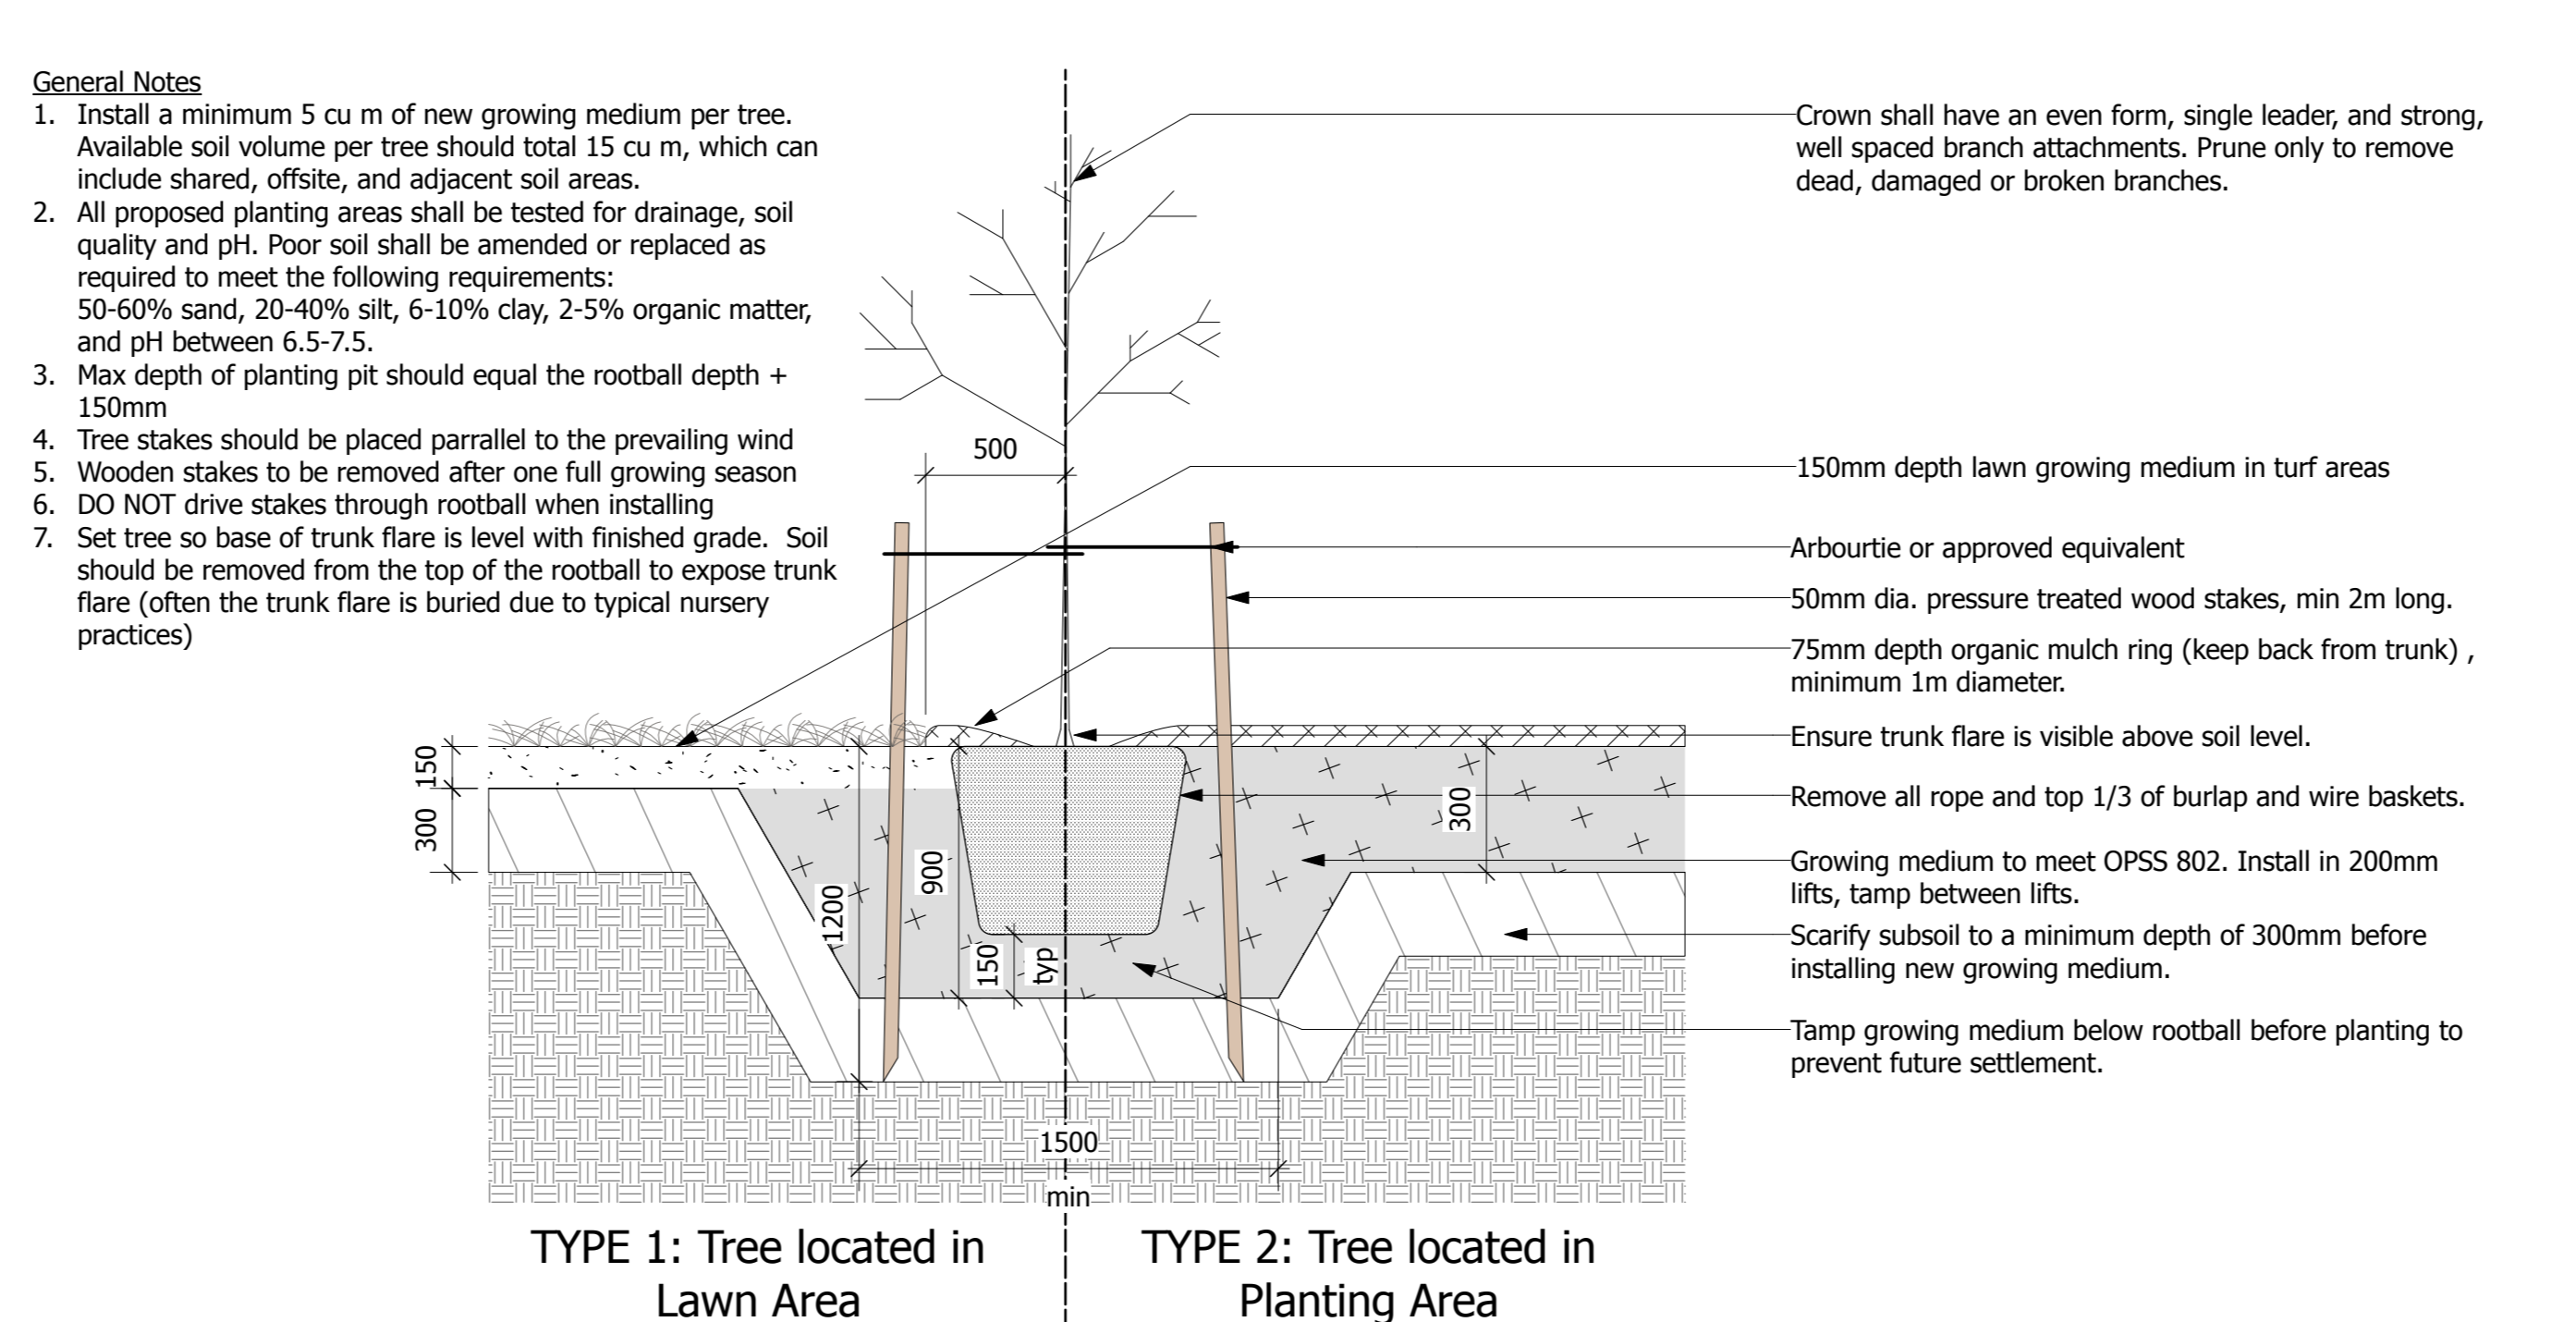 General Notes
1. Install a minimum 5 cu m of new growing medium per tree.
Available soil volume per tree should total 15 cu m, which can
include shared, offsite, and adjacent soil areas.
2. All proposed planting areas shall be tested for drainage, soil
quality and pH. Poor soil shall be amended or replaced as
required to meet the following requirements:
50-60% sand, 20-40% silt, 6-10% clay, 2-5% organic matter,
and pH between 6.5-7.5.
3. Max depth of planting pit should equal the rootball depth +
150mm
4. Tree stakes should be placed parrallel to the prevailing wind
5. Wooden stakes to be removed after one full growing season
6. DO NOT drive stakes through rootball when installing
7. Set tree so base of trunk flare is level with finished grade. Soil
should be removed from the top of the rootball to expose trunk
flare (often the trunk flare is buried due to typical nursery
practices)
Crown shall have an even form, single leader, and strong,
well spaced branch attachments. Prune only to remove
dead, damaged or broken branches.
500
150mm depth lawn growing medium in turf areas
Arbourtie or approved equivalent
50mm dia. pressure treated wood stakes, min 2m long.
75mm depth organic mulch ring (keep back from trunk) ,
minimum 1m diameter.
Ensure trunk flare is visible above soil level.
Remove all rope and top 1/3 of burlap and wire baskets.
Growing medium to meet OPSS 802. Install in 200mm
lifts, tamp between lifts.
Scarify subsoil to a minimum depth of 300mm before
installing new growing medium.
Tamp growing medium below rootball before planting to
prevent future settlement.
150
300
1200
900
150
typ
300
1500
min
TYPE 1: Tree located in
Lawn Area
TYPE 2: Tree located in
Planting Area